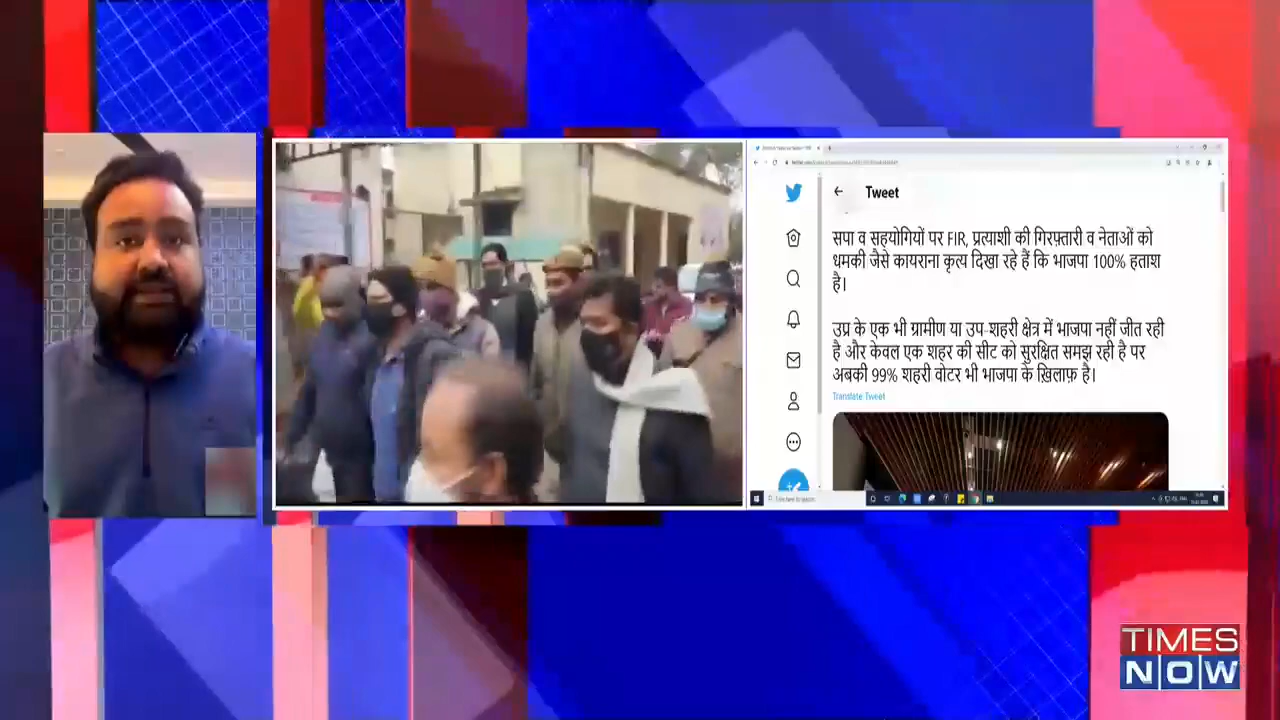 Tweet
सपा व सहयोगियों पर FIR, प्रत्याशी की गिरफ़्तारी व नेताओं को
धमकी जैसे कायराना कृत्य दिखा रहे हैं कि भाजपा 100% हताश
है।
उप्र के एक भी ग्रामीण या उप-शहरी क्षेत्र में भाजपा नहीं जीत रही
है और केवल एक शहर की सीट को सुरक्षित समझ रही है पर
अबकी 99% शहरी वोटर भी भाजपा के ख़िलाफ़ है।
Translate Tweet
TIMES
NOW